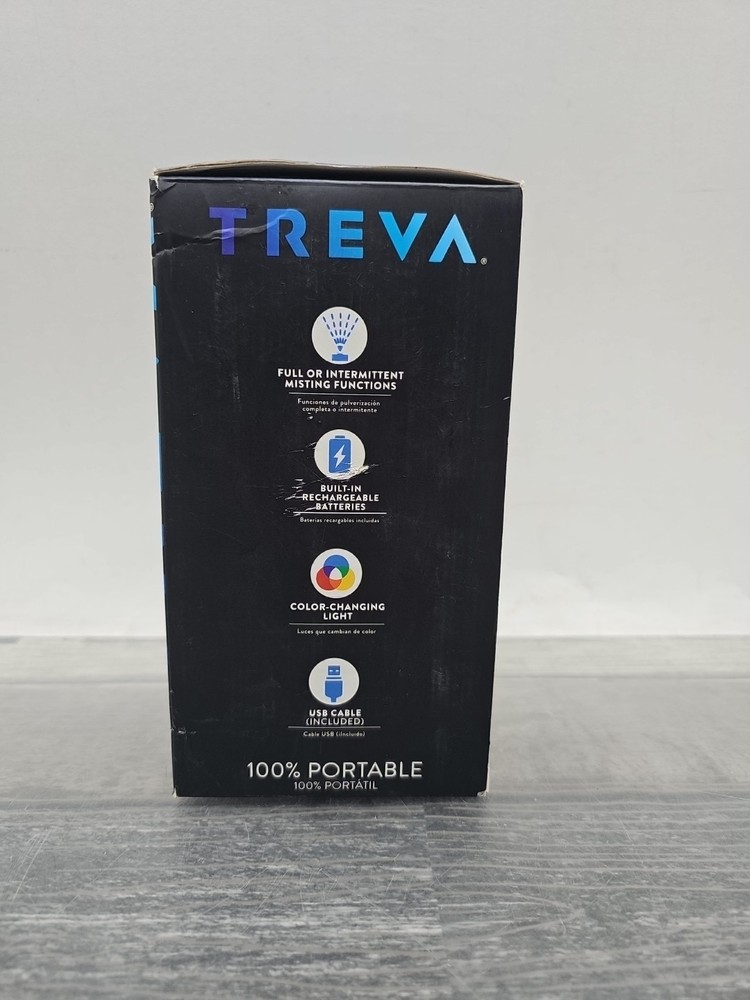 TREVA®
FULL OR INTERMITTENT
MISTING FUNCTIONS
Funciones de pulverización
completa o intermitente
BUILT-IN
RECHARGEABLE
BATTERIES
Baterías recargables incluidas
COLOR-CHANGING
LIGHT
Luces que cambian de color
USB CABLE
(INCLUDED)
Cable USB (incluido)
100% PORTABLE
100% PORTÁTIL